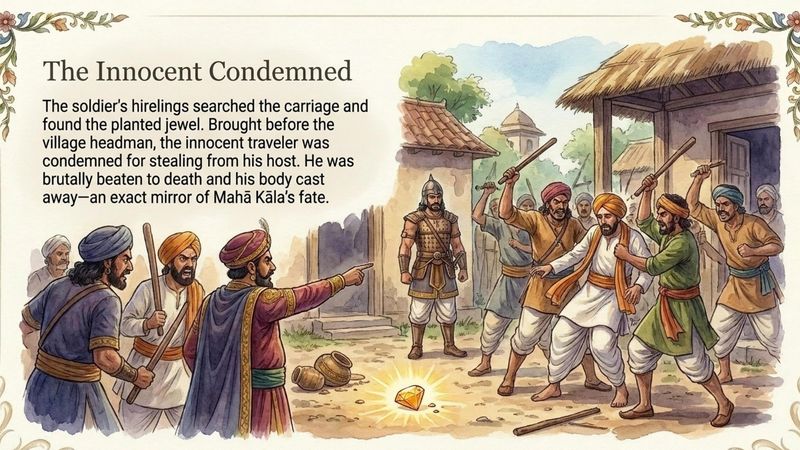 The Innocent Condemned
The soldier's hirelings searched the carriage and
found the planted jewel. Brought before the
village headman, the innocent traveler was
condemned for stealing from his host. He was
brutally beaten to death and his body cast
away—an exact mirror of Mahā Kāla's fate.